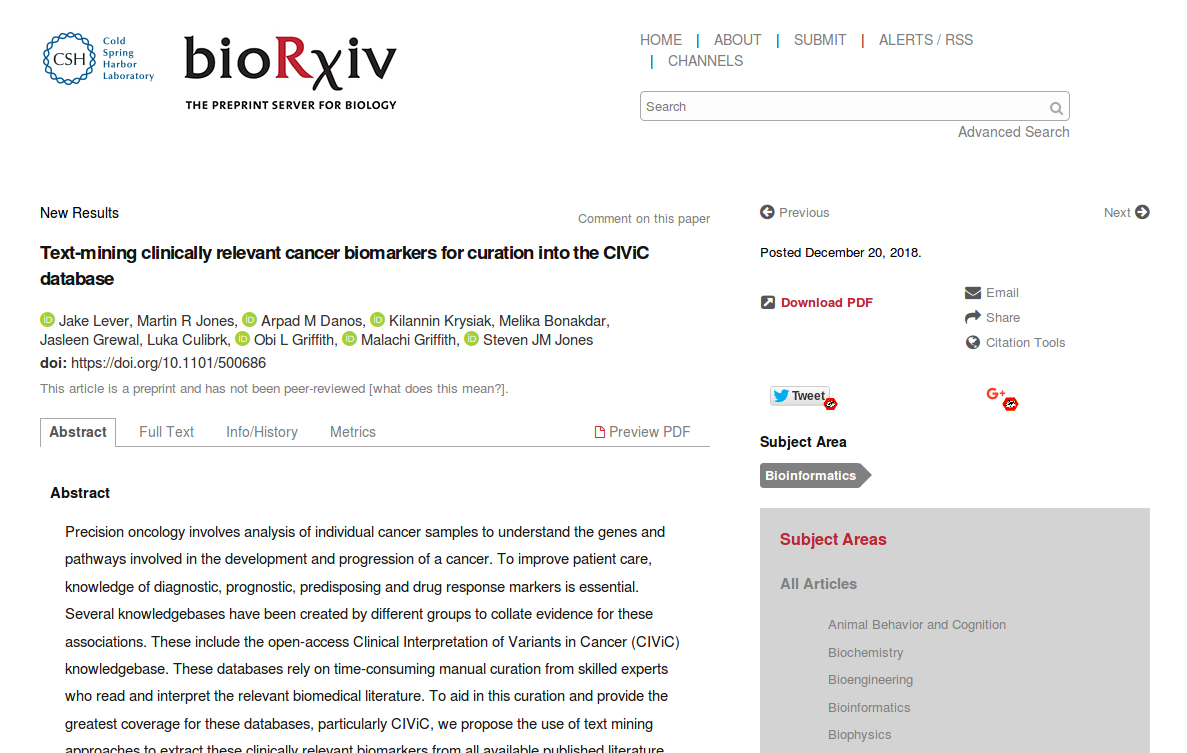 CSH
Cold
Spring
Harbor
Laboratory
bioRxiv
THE PREPRINT SERVER FOR BIOLOGY
HOME | ABOUT | SUBMIT | ALERTS / RSS
| CHANNELS
Search
Advanced Search
New Results
Comment on this paper
Text-mining clinically relevant cancer biomarkers for curation into the CIViC
database
iD Jake Lever, Martin R Jones, iD Arpad M Danos, iD Kilannin Krysiak, Melika Bonakdar,
Jasleen Grewal, Luka Culibrk, iD Obi L Griffith, iD Malachi Griffith, iD Steven JM Jones
doi: https://doi.org/10.1101/500686
This article is a preprint and has not been peer-reviewed [what does this mean?].
Abstract Full Text Info/History Metrics Preview PDF
Abstract
Precision oncology involves analysis of individual cancer samples to understand the genes and
pathways involved in the development and progression of a cancer. To improve patient care,
knowledge of diagnostic, prognostic, predisposing and drug response markers is essential.
Several knowledgebases have been created by different groups to collate evidence for these
associations. These include the open-access Clinical Interpretation of Variants in Cancer (CIViC)
knowledgebase. These databases rely on time-consuming manual curation from skilled experts
who read and interpret the relevant biomedical literature. To aid in this curation and provide the
greatest coverage for these databases, particularly CIViC, we propose the use of text mining
approaches to extract these clinically relevant biomarkers from all available published literature.
Previous Next
Posted December 20, 2018.
Download PDF
Email
Share
Citation Tools
Tweet
G+
Subject Area
Bioinformatics
Subject Areas
All Articles
Animal Behavior and Cognition
Biochemistry
Bioengineering
Bioinformatics
Biophysics